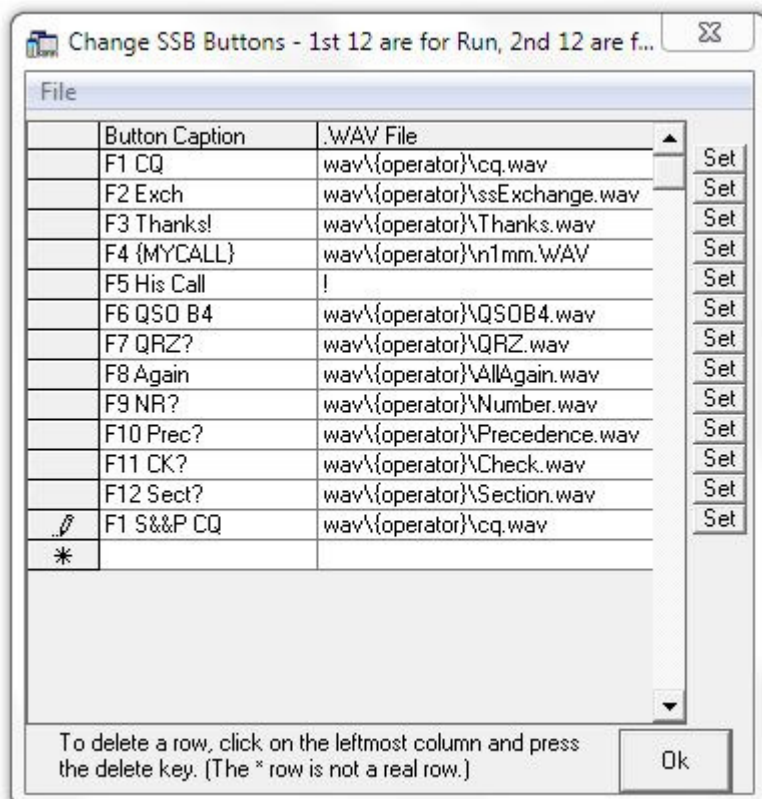 Change SSB Buttons - 1st 12 are for Run, 2nd 12 are f...
File
Button Caption .WAV File
F1 CQ wav\{operator}\cq.wav Set
F2 Exch wav\{operator}\ssExchange.wav Set
F3 Thanks! wav\{operator}\Thanks.wav Set
F4 {MYCALL} wav\{operator}\n1mm.WAV Set
F5 His Call ! Set
F6 QSO B4 wav\{operator}\QSOB4.wav Set
F7 QRZ? wav\{operator}\QRZ.wav Set
F8 Again wav\{operator}\AllAgain.wav Set
F9 NR? wav\{operator}\Number.wav Set
F10 Prec? wav\{operator}\Precedence.wav Set
F11 CK? wav\{operator}\Check.wav Set
F12 Sect? wav\{operator}\Section.wav Set
F1 S&&P CQ wav\{operator}\cq.wav Set
*
To delete a row, click on the leftmost column and press
the delete key. (The * row is not a real row.)
Ok